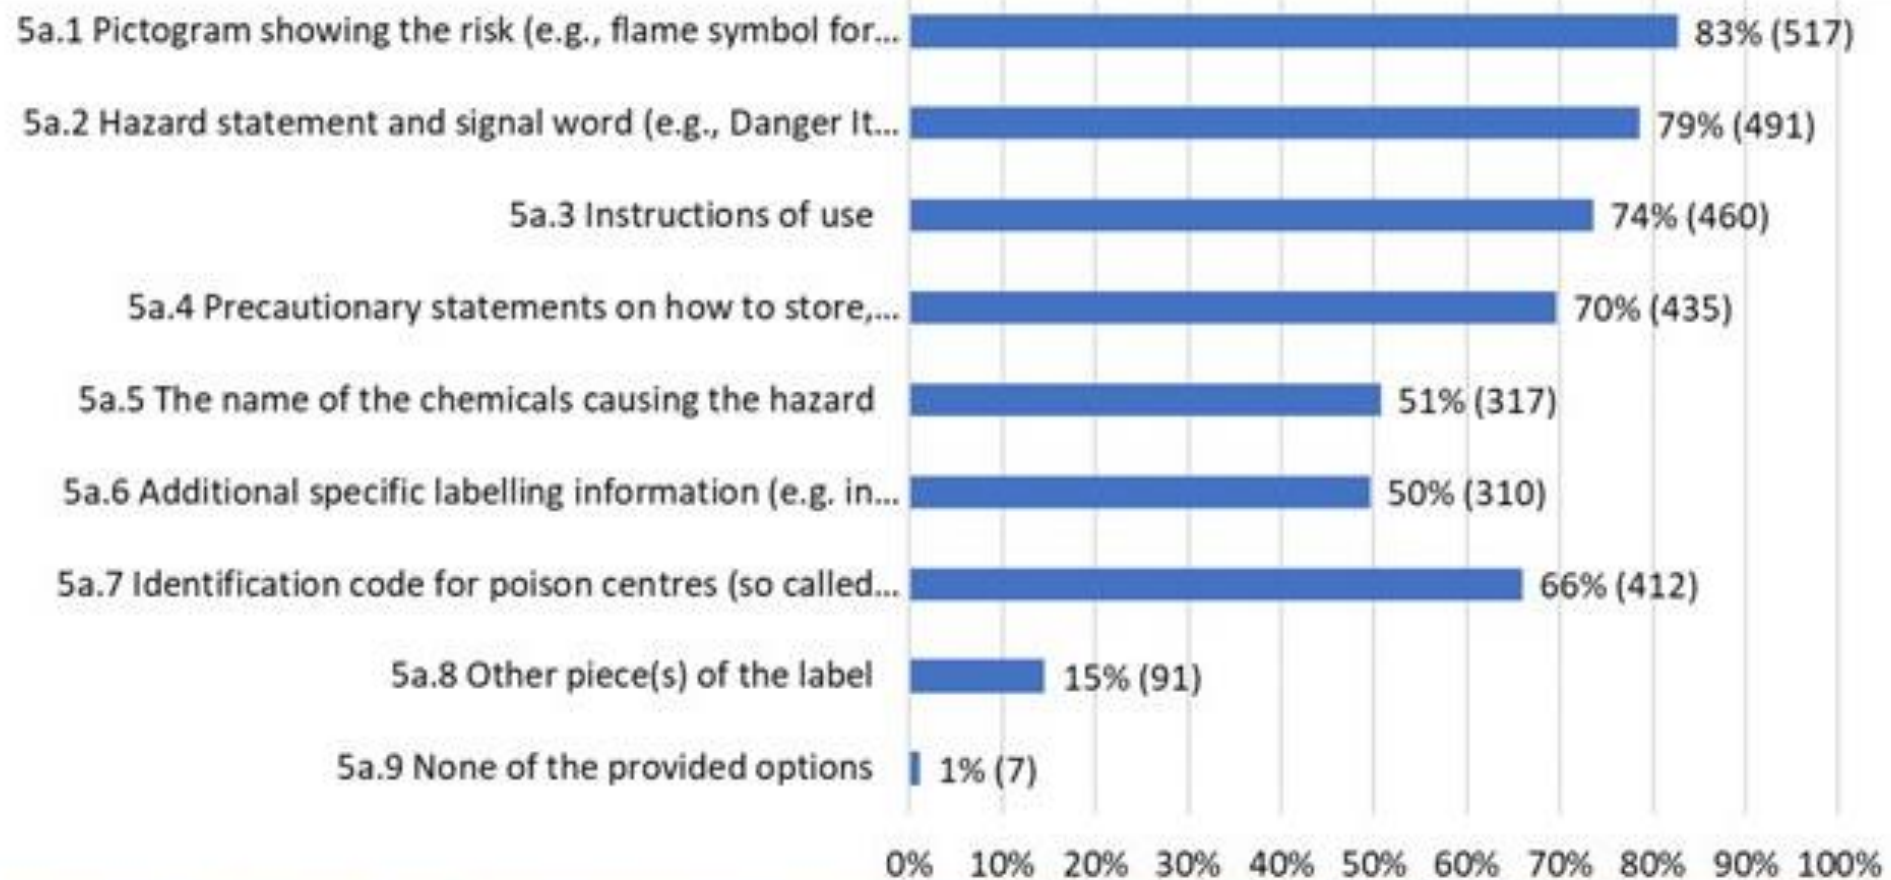 5a.1 Pictogram showing the risk (e.g., flame symbol for... 83% (517)
5a.2 Hazard statement and signal word (e.g., Danger It... 79% (491)
5a.3 Instructions of use 74% (460)
5a.4 Precautionary statements on how to store,... 70% (435)
5a.5 The name of the chemicals causing the hazard 51% (317)
5a.6 Additional specific labelling information (e.g. in... 50% (310)
5a.7 Identification code for poison centres (so called... 66% (412)
5a.8 Other piece(s) of the label 15% (91)
5a.9 None of the provided options 1% (7)
0% 10% 20% 30% 40% 50% 60% 70% 80% 90% 100%